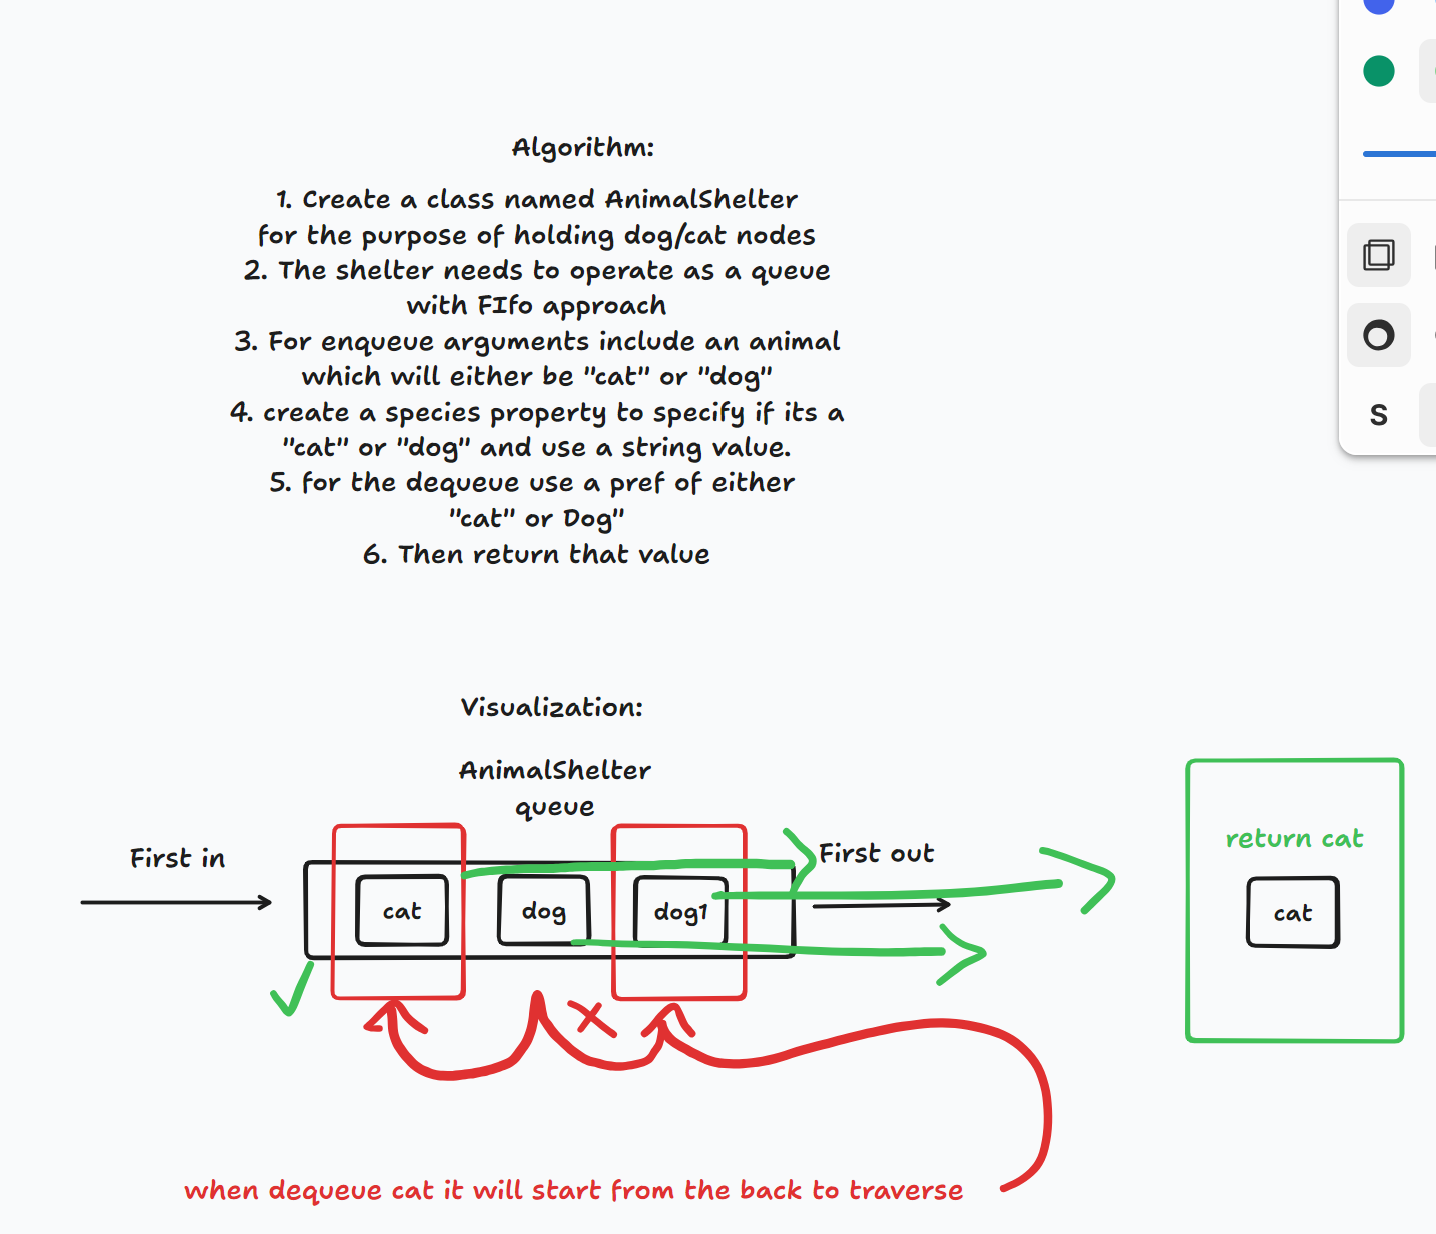 Algorithm:
1. Create a class named AnimalShelter
for the purpose of holding dog/cat nodes
2. The shelter needs to operate as a queue
with FIfo approach
3. For enqueue arguments include an animal
which will either be "cat" or "dog"
4. create a species property to specify if its a
"cat" or "dog" and use a string value.
5. for the dequeue use a pref of either
"cat" or Dog"
6. Then return that value
Visualization:
AnimalShelter
queue
First in
First out
cat
dog
dog1
return cat
cat
when dequeue cat it will start from the back to traverse
S